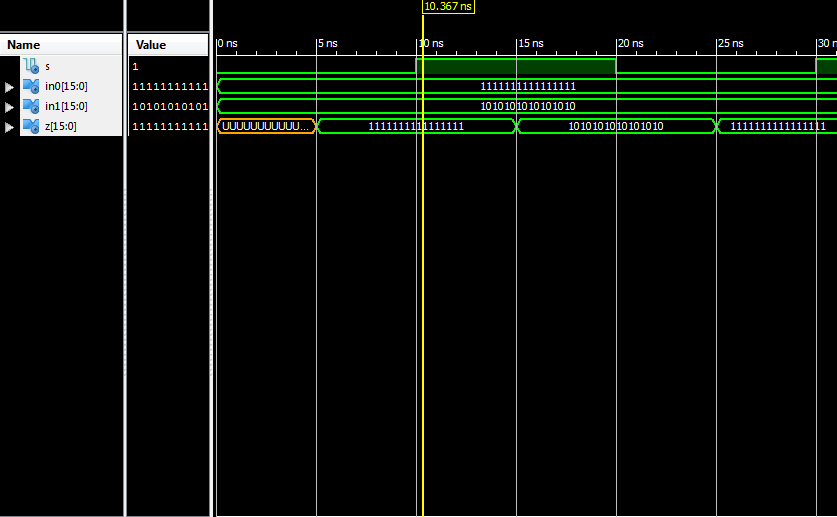 10.367 ns
Name Value 0 ns 5 ns 10 ns 15 ns 20 ns 25 ns 30 n
s 1
in0[15:0] 11111111111 1111111111111111
in1[15:0] 10101010101 1010101010101010
z[15:0] 11111111111 UUUUUUUUUUU... 1111111111111111 1010101010101010 1111111111111111